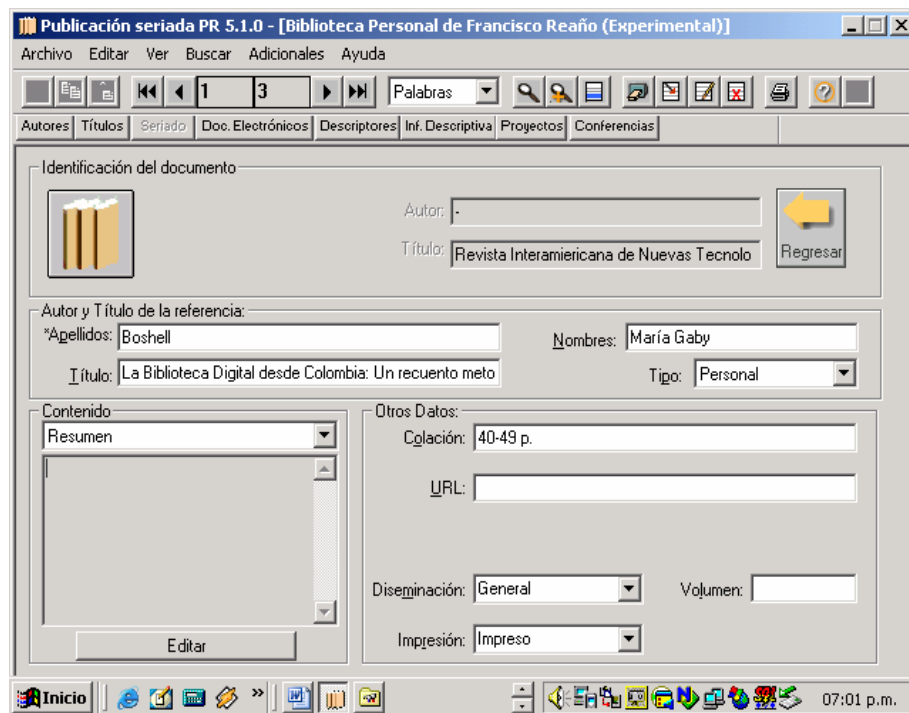 Publicación seriada PR 5.1.0 - [Biblioteca Personal de Francisco Reaño (Experimental)]
Archivo Editar Ver Buscar Adicionales Ayuda
1 3 Palabras
Autores Títulos Seriado Doc. Electrónicos Descriptores Inf. Descriptiva Proyectos Conferencias
Identificación del documento
Autor: -
Título: Revista Interamiericana de Nuevas Tecnolo
Regresar
Autor y Título de la referencia:
*Apellidos: Boshell Nombres: María Gaby
Título: La Biblioteca Digital desde Colombia: Un recuento meto Tipo: Personal
Contenido Otros Datos:
Resumen Colación: 40-49 p.
URL:
Diseminación: General Volumen:
Editar Impresión: Impreso
Inicio » 07:01 p.m.